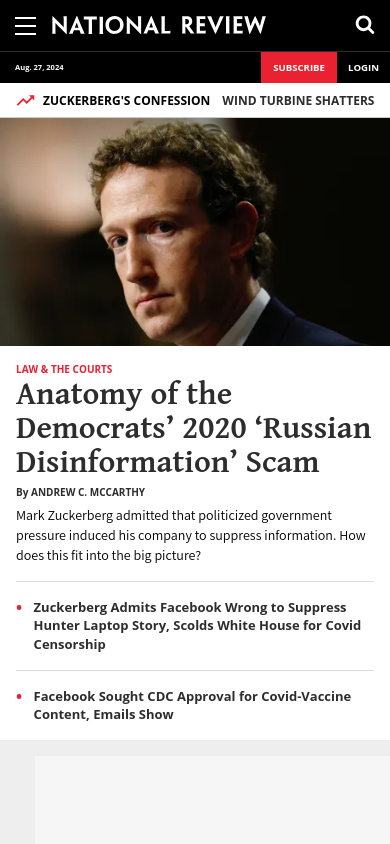 NATIONAL REVIEW
Aug. 27, 2024
SUBSCRIBE
LOGIN
ZUCKERBERG'S CONFESSION
WIND TURBINE SHATTERS
LAW & THE COURTS
Anatomy of the
Democrats’ 2020 ‘Russian
Disinformation’ Scam
By ANDREW C. MCCARTHY
Mark Zuckerberg admitted that politicized government
pressure induced his company to suppress information. How
does this fit into the big picture?
• Zuckerberg Admits Facebook Wrong to Suppress
Hunter Laptop Story, Scolds White House for Covid
Censorship
• Facebook Sought CDC Approval for Covid-Vaccine
Content, Emails Show